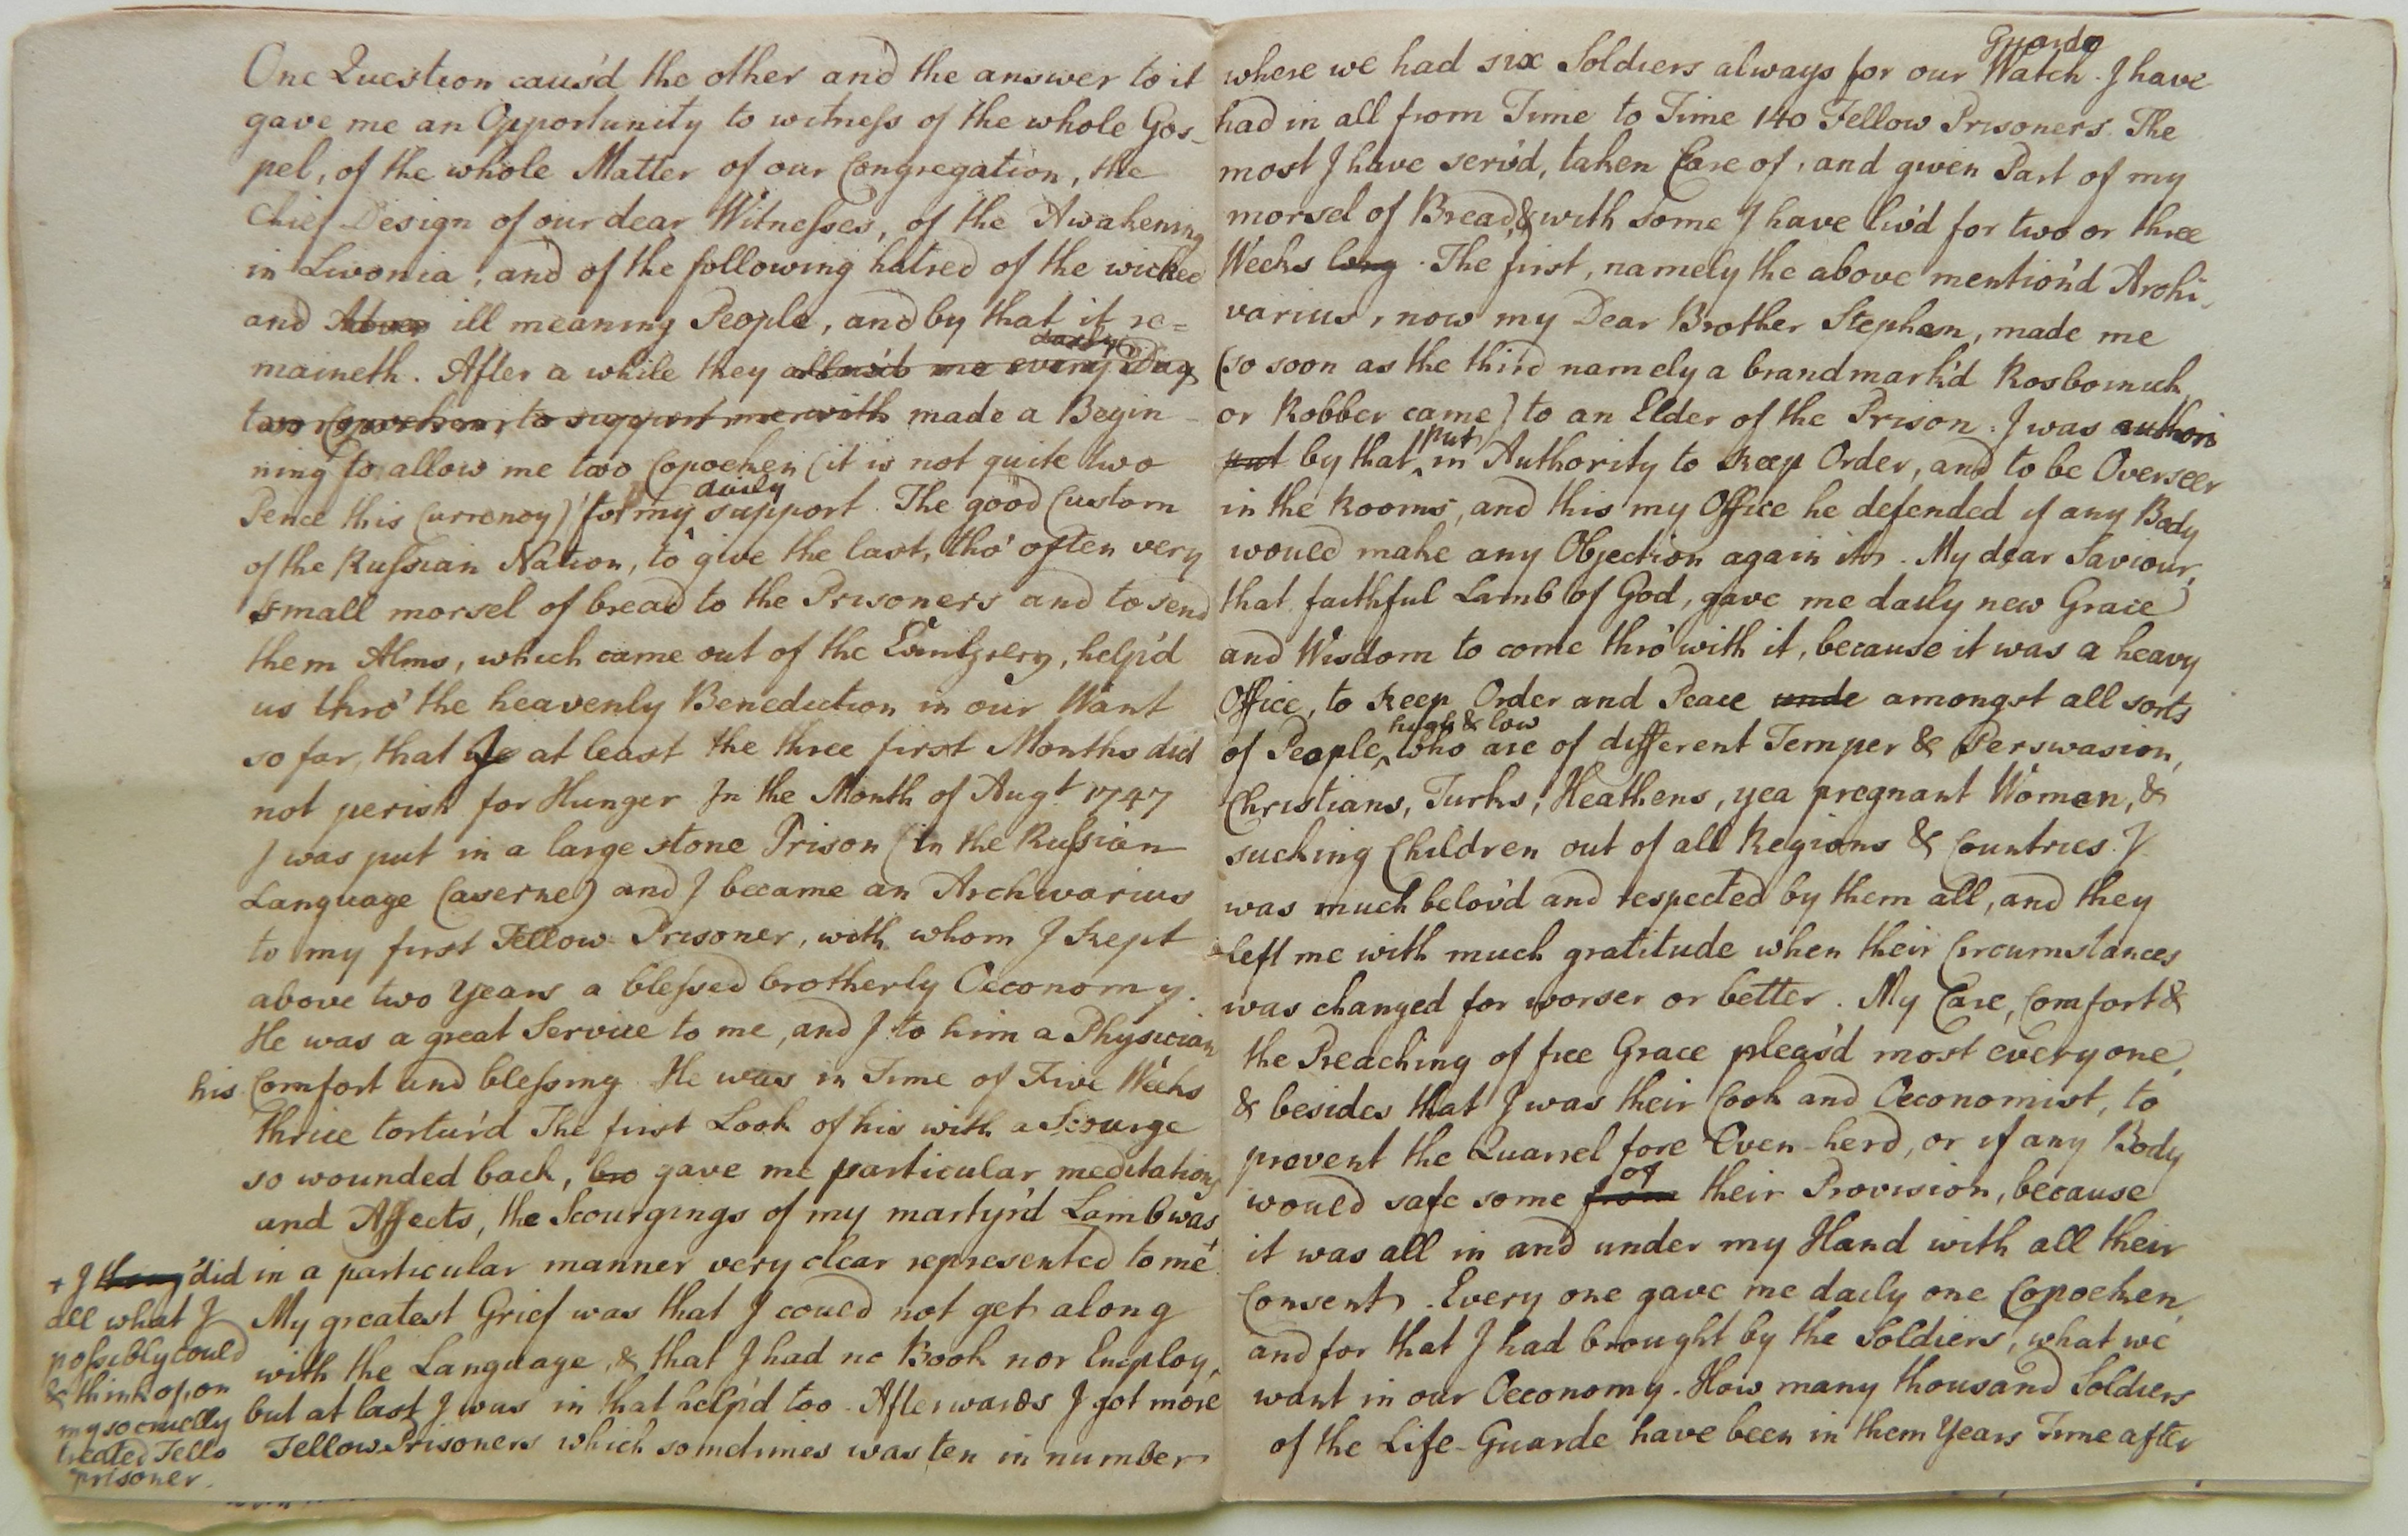 One Question caus'd the other and the answer to it
gave me an Opportunity to witness of the whole Gos-
pel, of the whole Matter of our Congregation, the
Chief Design of our dear Witnesses, of the Awakening
in Livonia, and of the following hatred of the wicked
and ill meaning People, and by that it re=
daily
maineth. After a while they allow'd me every Day
two Copecken, to support me with made a Begin-
ning to allow me two Copecken (it is not quite two
daily
Pence this Currency) for my support. The good Custom
of the Russian Nation, to give the last, tho' often very
small morsel of bread to the Prisoners and to send
them Alms, which came out of the help'd
us thro' the heavenly Benediction in our Want
so far, that at least the three first Months did
not perish for Hunger In the Month of Augt. 1747
I was put in a large stone Prison (in the Russian
Language Caserne) and I became an Archivarius
to my first Fellow Prisoner, with whom I kept
above two Years a blessed brotherly Oeconomy.
He was a great Service to me, and I to him a Physician
his Comfort and blessing. He was in Time of Five Weeks
thrice tortur'd The first Look of his with a Scourge
so wounded back, gave me particular meditations
and Affects, the Scourgings of my martyr'd Lamb was
in a particular manner very clear represented to me +
My greatest Grief was that I could not get along
with the Language, & that I had no Book nor Employ,
but at last I was in that help'd too. Afterwards I got more
Fellow Prisoners which somtimes was ten in number
+ I did
all what I
possibly could
& think of, on
my so cruelly
treated Fello
prisoner.
Guarde
where we had six Soldiers always for our Watch. I have
had in all from Time to Time 140 Fellow Prisoners. The
most I have serv'd, taken Care of, and given Part of my
morsel of Bread, & with some I have liv'd for two or three
Weeks long. The first, namely the above mention'd Archi-
varius, now my Dear Brother Stephan, made me
(so soon as the third namely a brandmark'd Rosboinick
or Robber came) to an Elder of the Prison. I was authori
put
put by that in Authority to keep Order, and to be Overseer
in the Rooms, and this my Office he defended if any Body
would make any Objection again it. My dear Saviour,
that faithful Lamb of God, gave me daily new Grace
and Wisdom to come thro' with it, because it was a heavy
Office, to keep Order and Peace unde amongst all sorts
high & low
of People, who are of different Temper & Perswasion,
Christians, Turks, Heathens, yea pregnant Women, &
sucking Children out of all Regions & Countries. I
was much belov'd and respected by them all, and they
left me with much gratitude when their Circumstances
was changed for worser or better. My Care, Comfort &
the Preaching of free Grace pleas'd most every one,
& besides that I was their Cook and Oeconomist, to
prevent the Quarrel fore Oven-herd, or if any Body
of
would safe some from their Provision, because
it was all in and under my Hand with all their
Consent. Every one gave me daily one Copecken,
and for that I had brought by the Soldiers, what we
want in our Oeconomy. How many thousand Soldiers
of the Life-Guarde have been in them Years Time after